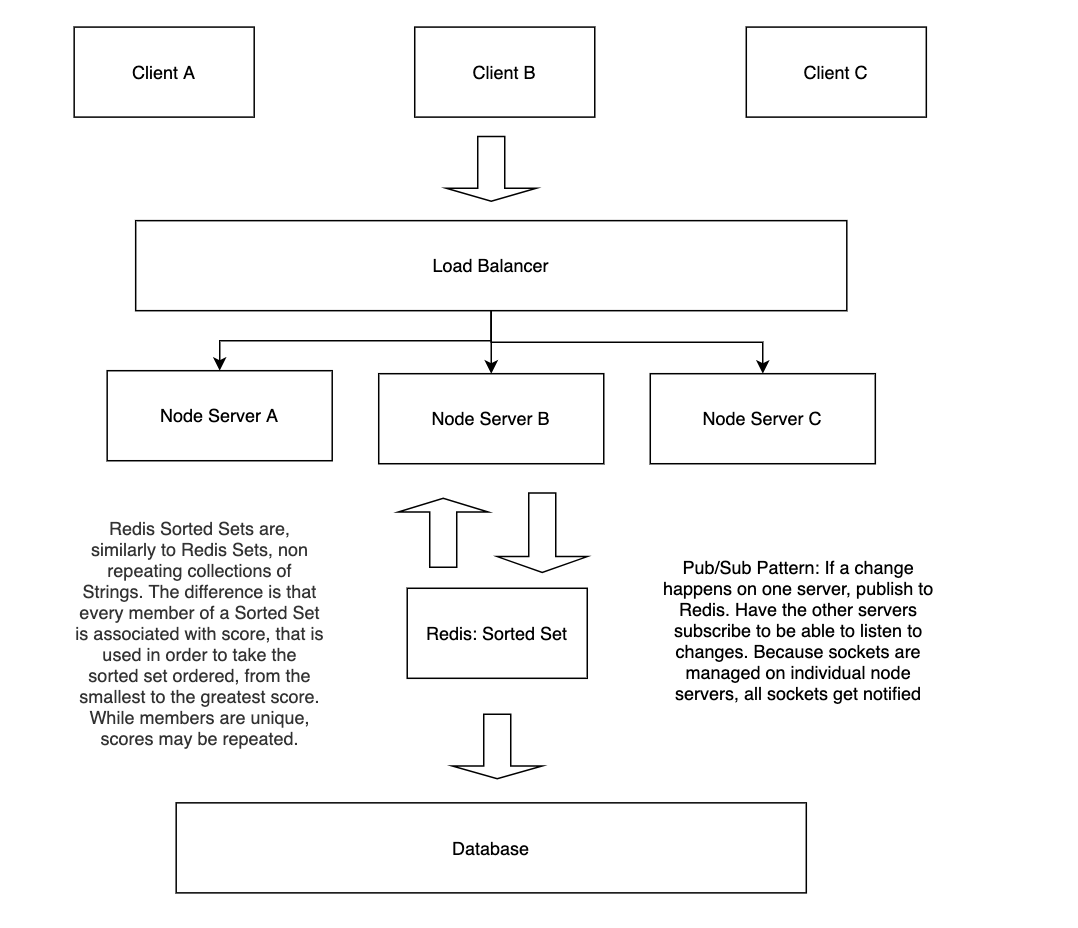 Client A
Client B
Client C
Load Balancer
Node Server A
Node Server B
Node Server C
Redis Sorted Sets are,
similarly to Redis Sets, non
repeating collections of
Strings. The difference is that
every member of a Sorted Set
is associated with score, that is
used in order to take the
sorted set ordered, from the
smallest to the greatest score.
While members are unique,
scores may be repeated.
Redis: Sorted Set
Pub/Sub Pattern: If a change
happens on one server, publish to
Redis. Have the other servers
subscribe to be able to listen to
changes. Because sockets are
managed on individual node
servers, all sockets get notified
Database